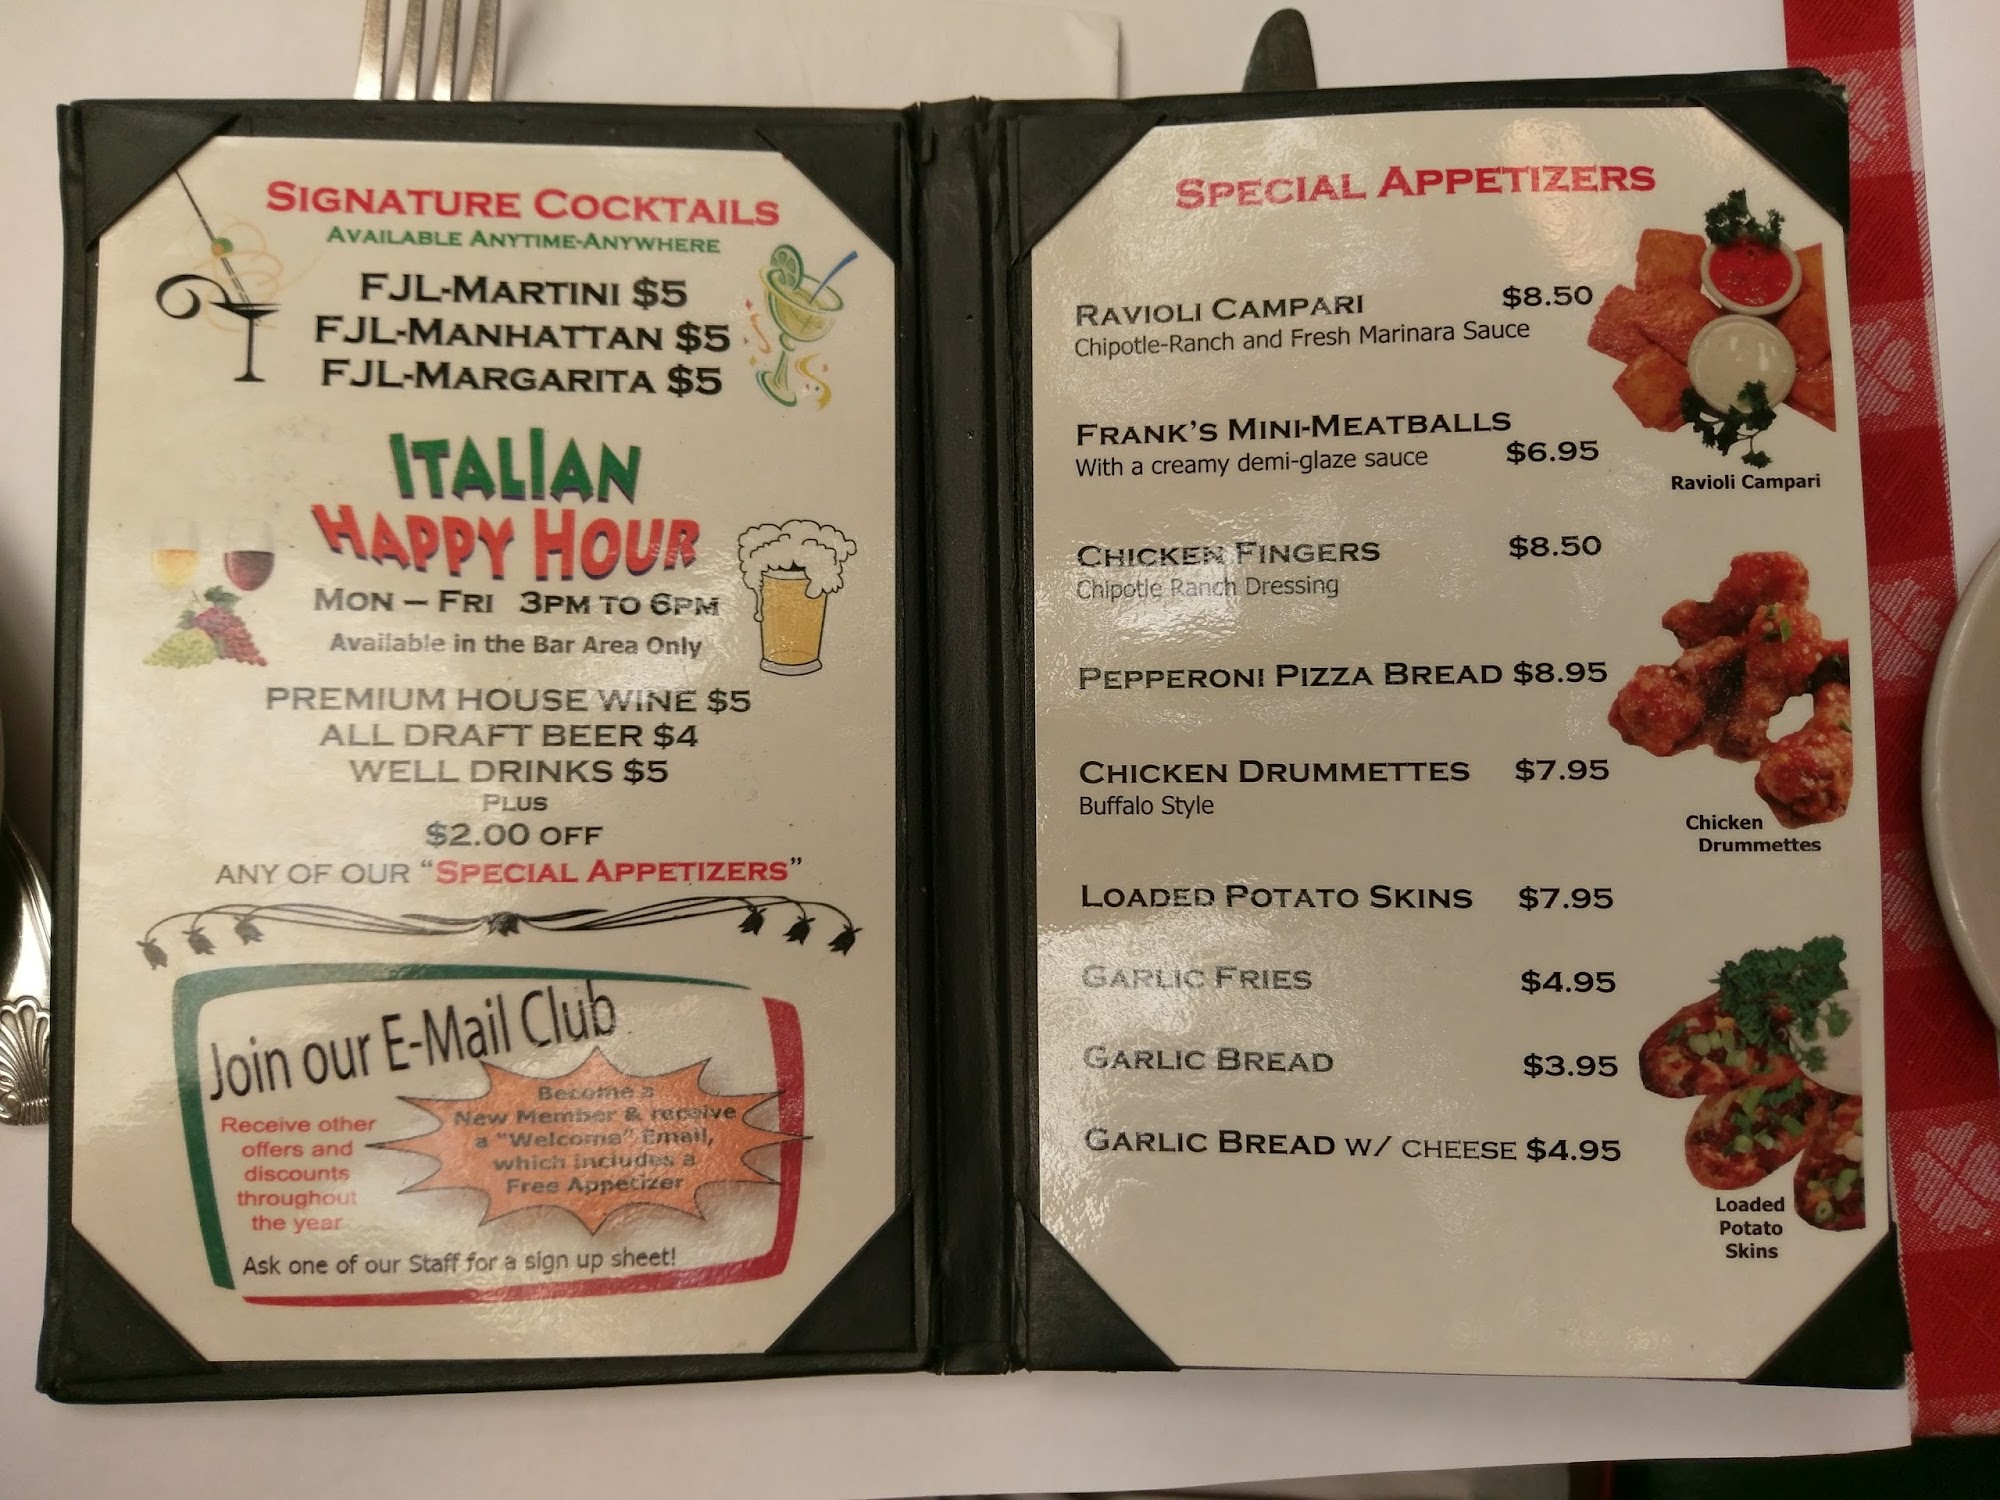 SIGNATURE COCKTAILS
AVAILABLE ANYTIME-ANYWHERE
FJL-MARTINI $5
FJL-MANHATTAN $5
FJL-MARGARITA $5
ITALIAN
HAPPY HOUR
MON – FRI 3PM TO 6PM
Available in the Bar Area Only
PREMIUM HOUSE WINE $5
ALL DRAFT BEER $4
WELL DRINKS $5
PLUS
$2.00 OFF
ANY OF OUR “SPECIAL APPETIZERS”
Join our E-Mail Club
Receive other
offers and
discounts
throughout
the year
Become a
New Member & receive
a "Welcome" Email,
which includes a
Free Appetizer
Ask one of our Staff for a sign up sheet!
SPECIAL APPETIZERS
RAVIOLI CAMPARI $8.50
Chipotle-Ranch and Fresh Marinara Sauce
FRANK’S MINI-MEATBALLS
With a creamy demi-glaze sauce $6.95
Ravioli Campari
CHICKEN FINGERS $8.50
Chipotle Ranch Dressing
PEPPERONI PIZZA BREAD $8.95
CHICKEN DRUMMETTES $7.95
Buffalo Style
Chicken
Drummettes
LOADED POTATO SKINS $7.95
GARLIC FRIES $4.95
GARLIC BREAD $3.95
GARLIC BREAD W/ CHEESE $4.95
Loaded
Potato
Skins